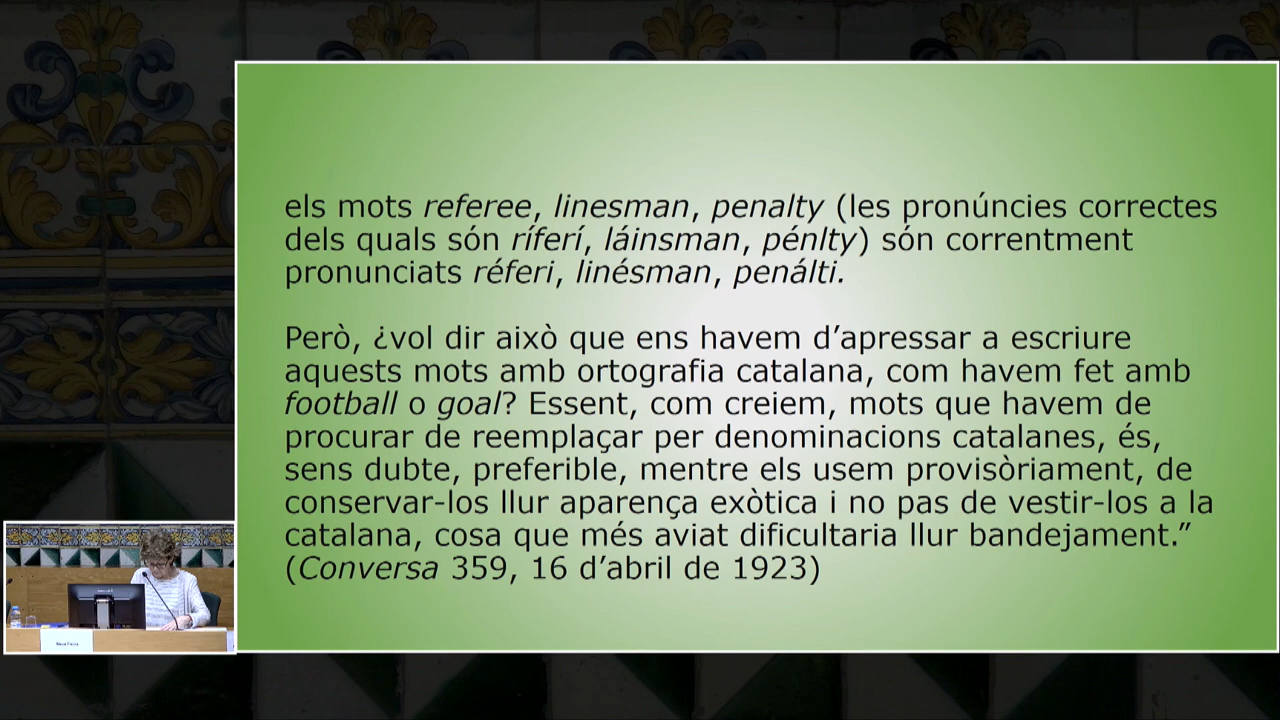 els mots referee, linesman, penalty (les pronúncies correctes
dels quals són ríferí, láinsman, pénlty) són correntment
pronunciats réferi, linésman, penálti.
Però, ¿vol dir això que ens havem d’apressar a escriure
aquests mots amb ortografia catalana, com havem fet amb
football o goal? Essent, com creiem, mots que havem de
procurar de reemplaçar per denominacions catalanes, és,
sens dubte, preferible, mentre els usem provisòriament, de
conservar-los llur aparença exòtica i no pas de vestir-los a la
catalana, cosa que més aviat dificultaria llur bandejament.”
(Conversa 359, 16 d’abril de 1923)